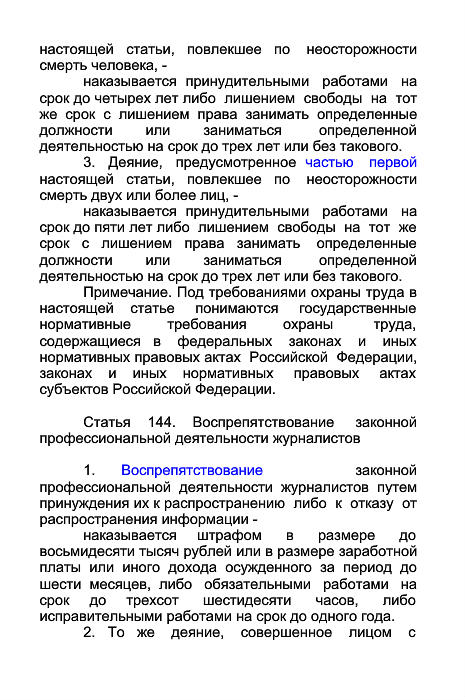 настоящей статьи, повлекшее по неосторожности
смерть человека, -
наказывается принудительными работами на
срок до четырех лет либо лишением свободы на тот
же срок с лишением права занимать определенные
должности или заниматься определенной
деятельностью на срок до трех лет или без такового.
3. Деяние, предусмотренное частью первой
настоящей статьи, повлекшее по неосторожности
смерть двух или более лиц, -
наказывается принудительными работами на
срок до пяти лет либо лишением свободы на тот же
срок с лишением права занимать определенные
должности или заниматься определенной
деятельностью на срок до трех лет или без такового.
Примечание. Под требованиями охраны труда в
настоящей статье понимаются государственные
нормативные требования охраны труда,
содержащиеся в федеральных законах и иных
нормативных правовых актах Российской Федерации,
законах и иных нормативных правовых актах
субъектов Российской Федерации.
Статья 144. Воспрепятствование законной
профессиональной деятельности журналистов
1. Воспрепятствование законной
профессиональной деятельности журналистов путем
принуждения их к распространению либо к отказу от
распространения информации -
наказывается штрафом в размере до
восьмидесяти тысяч рублей или в размере заработной
платы или иного дохода осужденного за период до
шести месяцев, либо обязательными работами на
срок до трехсот шестидесяти часов, либо
исправительными работами на срок до одного года.
2. То же деяние, совершенное лицом с